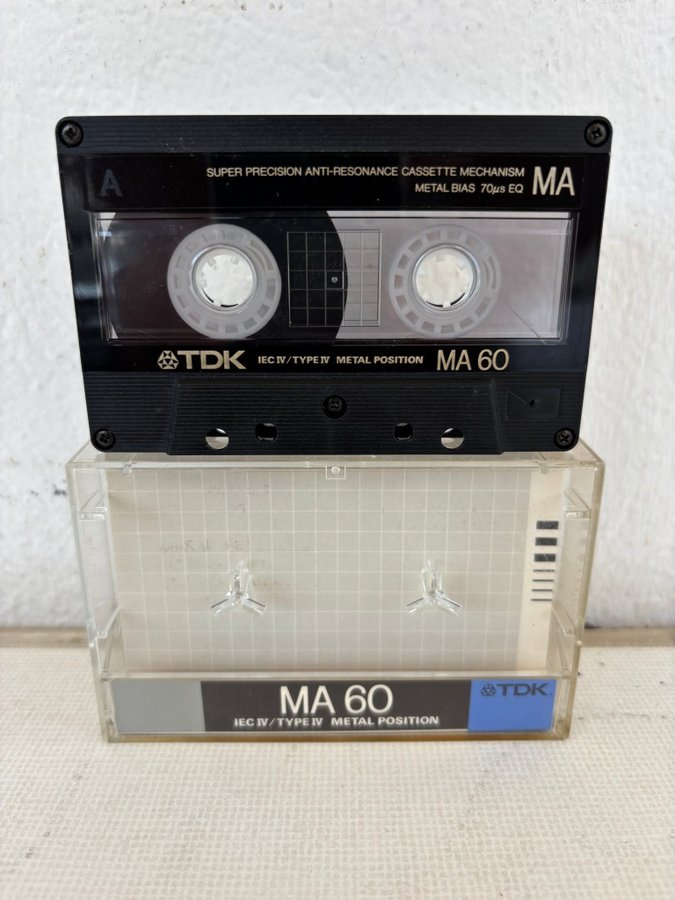 A
SUPER PRECISION ANTI-RESONANCE CASSETTE MECHANISM
METAL BIAS 70µs EQ MA
TDK IEC IV/TYPE IV METAL POSITION MA 60
MA 60
IEC IV/TYPE IV METAL POSITION
TDK